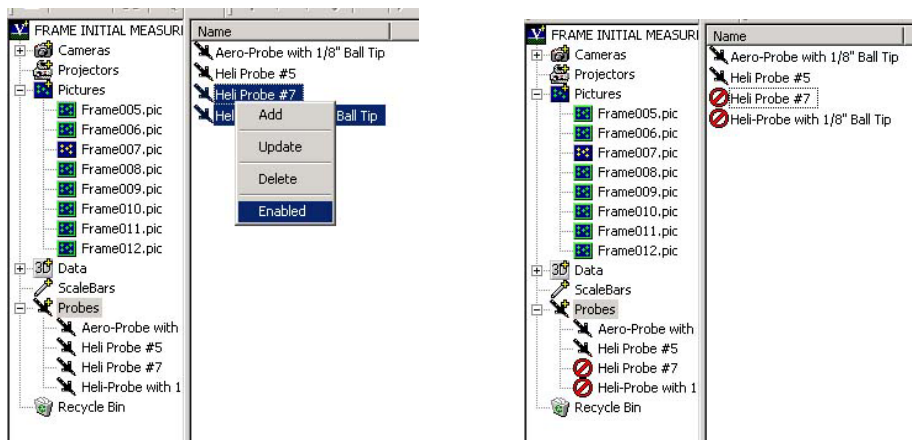 FRAME INITIAL MEASURI
Cameras
Projectors
Pictures
Frame005.pic
Frame006.pic
Frame007.pic
Frame008.pic
Frame009.pic
Frame010.pic
Frame011.pic
Frame012.pic
3D Data
ScaleBars
Probes
Aero-Probe with
Heli Probe #5
Heli Probe #7
Heli-Probe with 1
Recycle Bin
Name
Aero-Probe with 1/8" Ball Tip
Heli Probe #5
Heli Probe #7
Hel Ball Tip
Add
Update
Delete
Enabled
FRAME INITIAL MEASURI
Cameras
Projectors
Pictures
Frame005.pic
Frame006.pic
Frame007.pic
Frame008.pic
Frame009.pic
Frame010.pic
Frame011.pic
Frame012.pic
3D Data
ScaleBars
Probes
Aero-Probe with
Heli Probe #5
Heli Probe #7
Heli-Probe with 1
Recycle Bin
Name
Aero-Probe with 1/8" Ball Tip
Heli Probe #5
Heli Probe #7
Heli-Probe with 1/8" Ball Tip